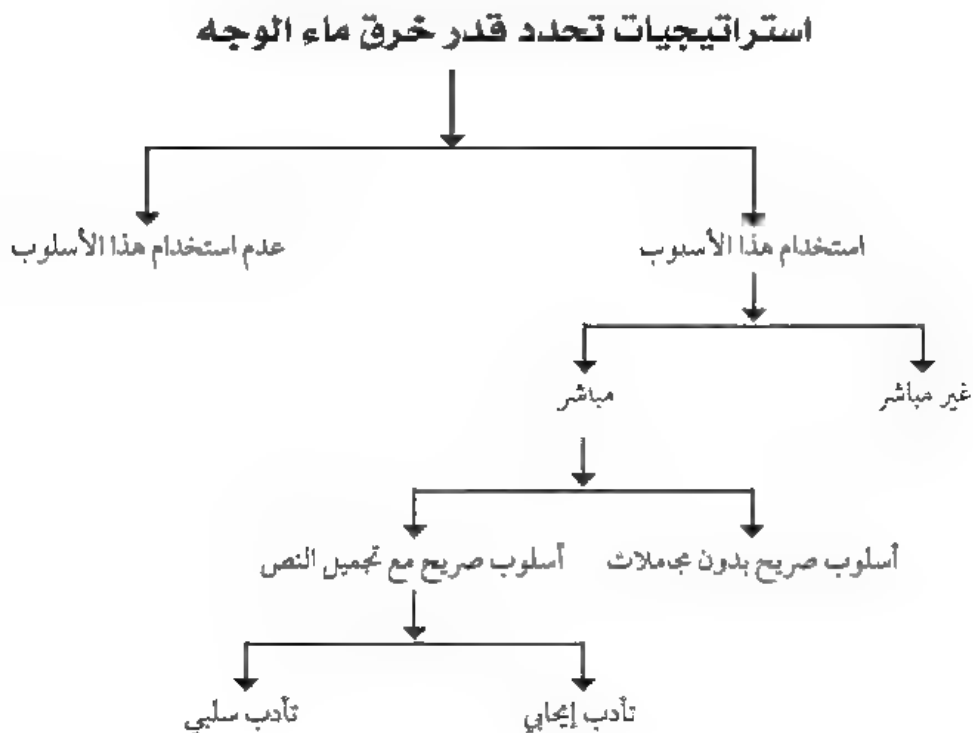 استراتيجيات تحدد قدر خرق ماء الوجه
استخدام هذا الأسلوب
عدم استخدام هذا الأسلوب
غير مباشر
مباشر
أسلوب صريح بدون مجاملات
أسلوب صريح مع تجميل النص
تأدب إيجابي
تأدب سلبي